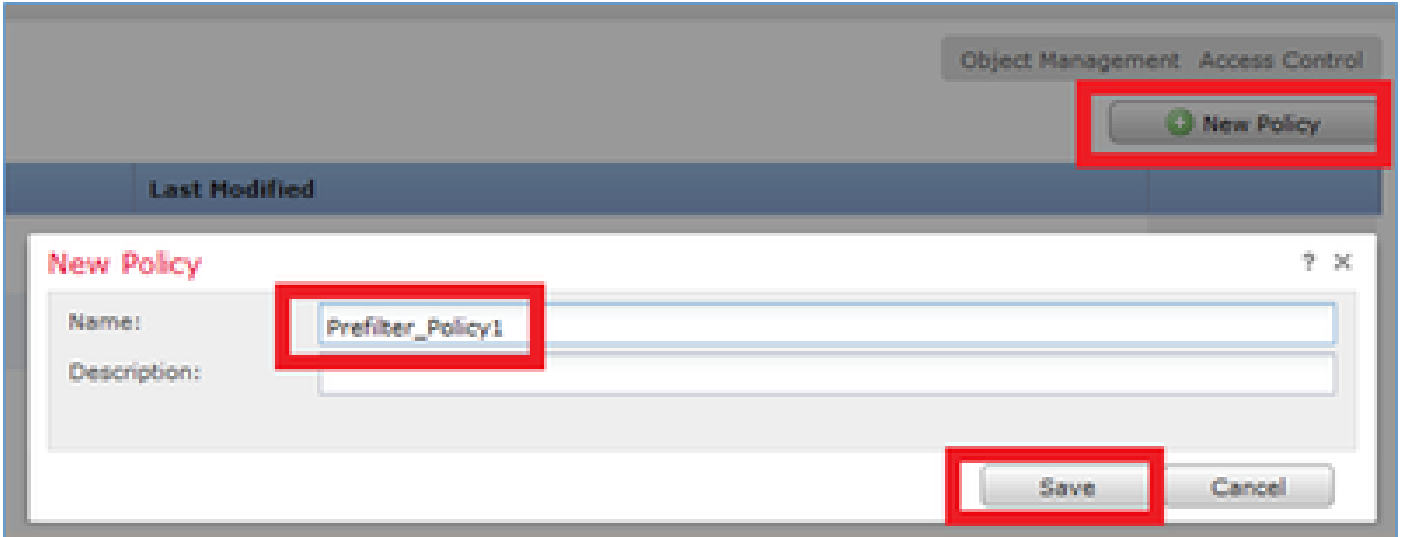 Object Management Access Control
New Policy
Last Modified
New Policy
? ×
Name:
Prefilter_Policy1
Description:
Save Cancel